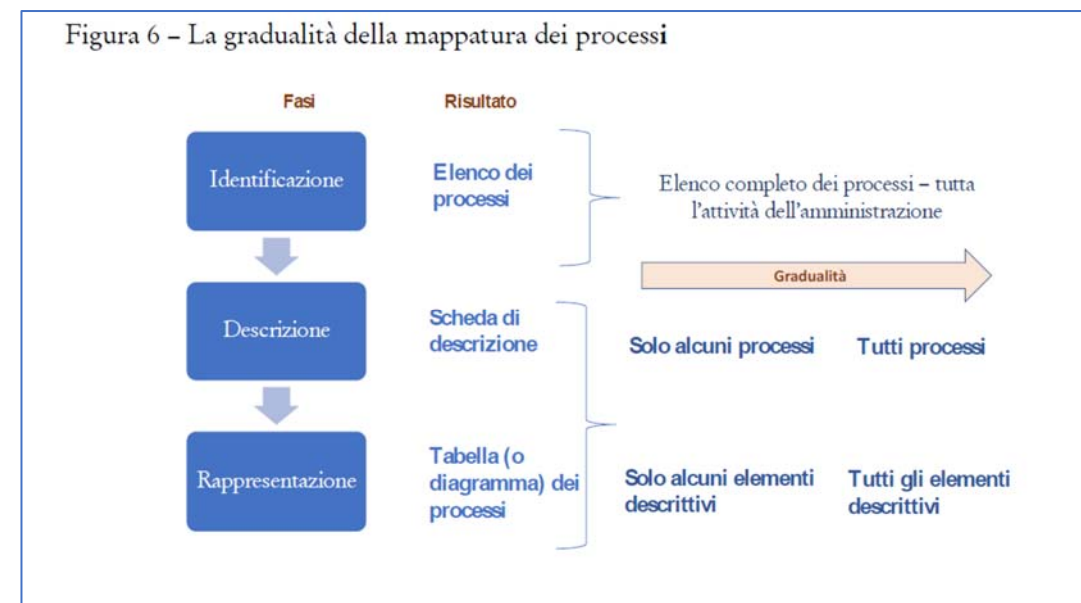 Figura 6 – La gradualità della mappatura dei processi
Fasi
Risultato
Identificazione
Elenco dei
processi
Elenco completo dei processi – tutta
l'attività dell'amministrazione
Gradualità
Descrizione
Scheda di
descrizione
Solo alcuni processi
Tutti processi
Rappresentazione
Tabella (o
diagramma) dei
processi
Solo alcuni elementi
descrittivi
Tutti gli elementi
descrittivi